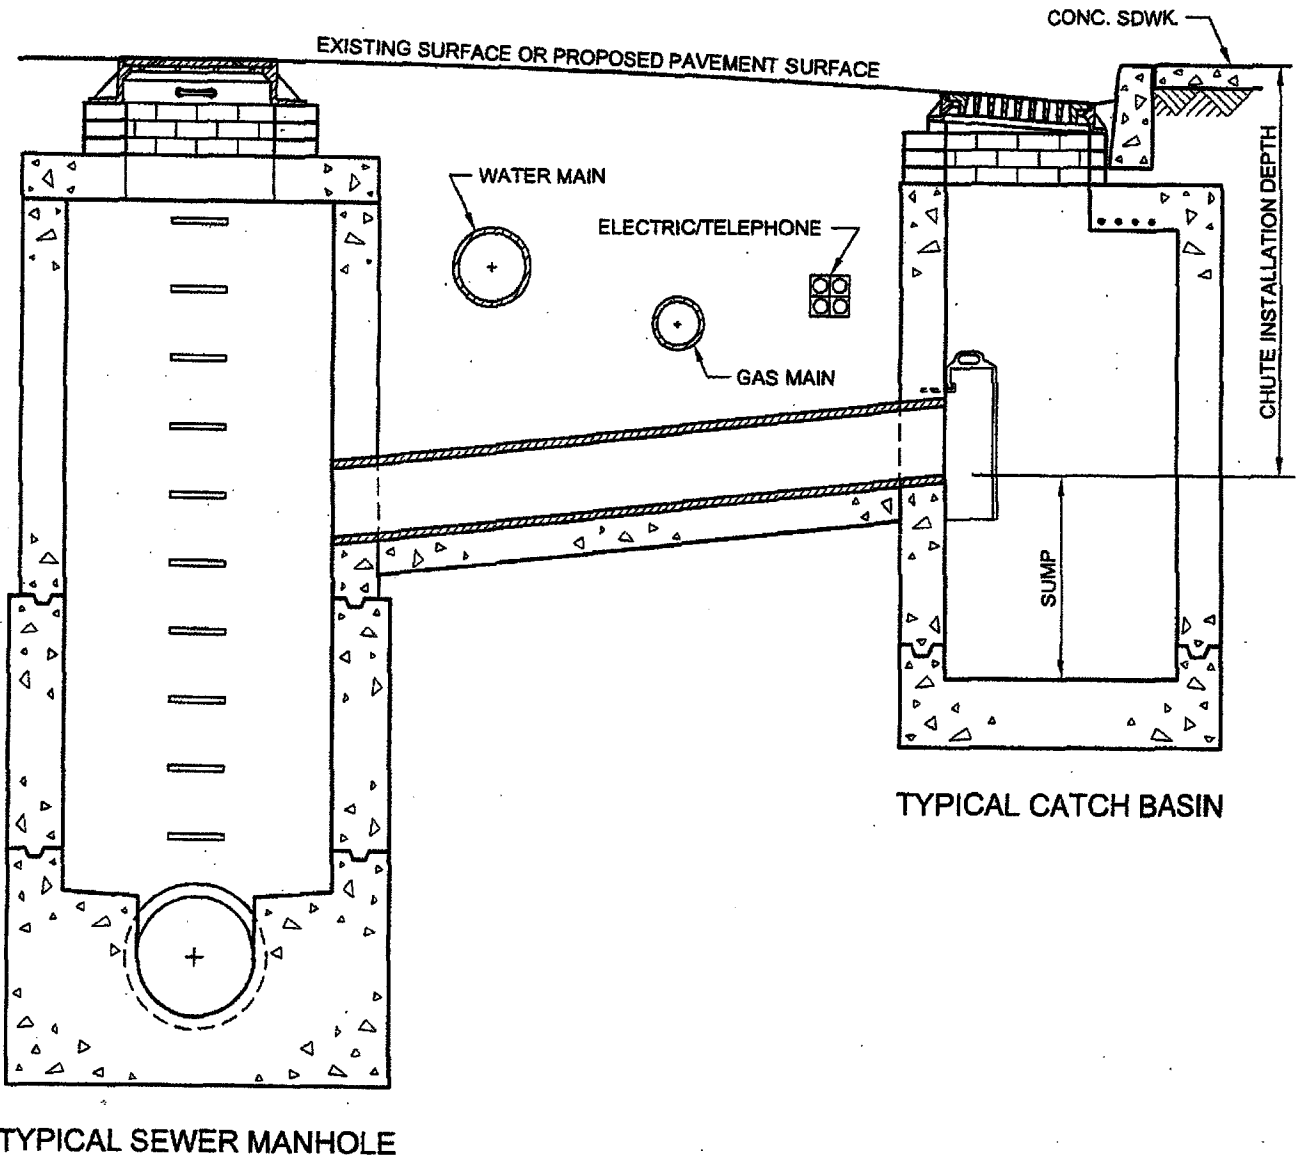 CONC. SDWK.
EXISTING SURFACE OR PROPOSED PAVEMENT SURFACE
WATER MAIN
ELECTRIC/TELEPHONE
GAS MAIN
CHUTE INSTALLATION DEPTH
SUMP
TYPICAL CATCH BASIN
TYPICAL SEWER MANHOLE